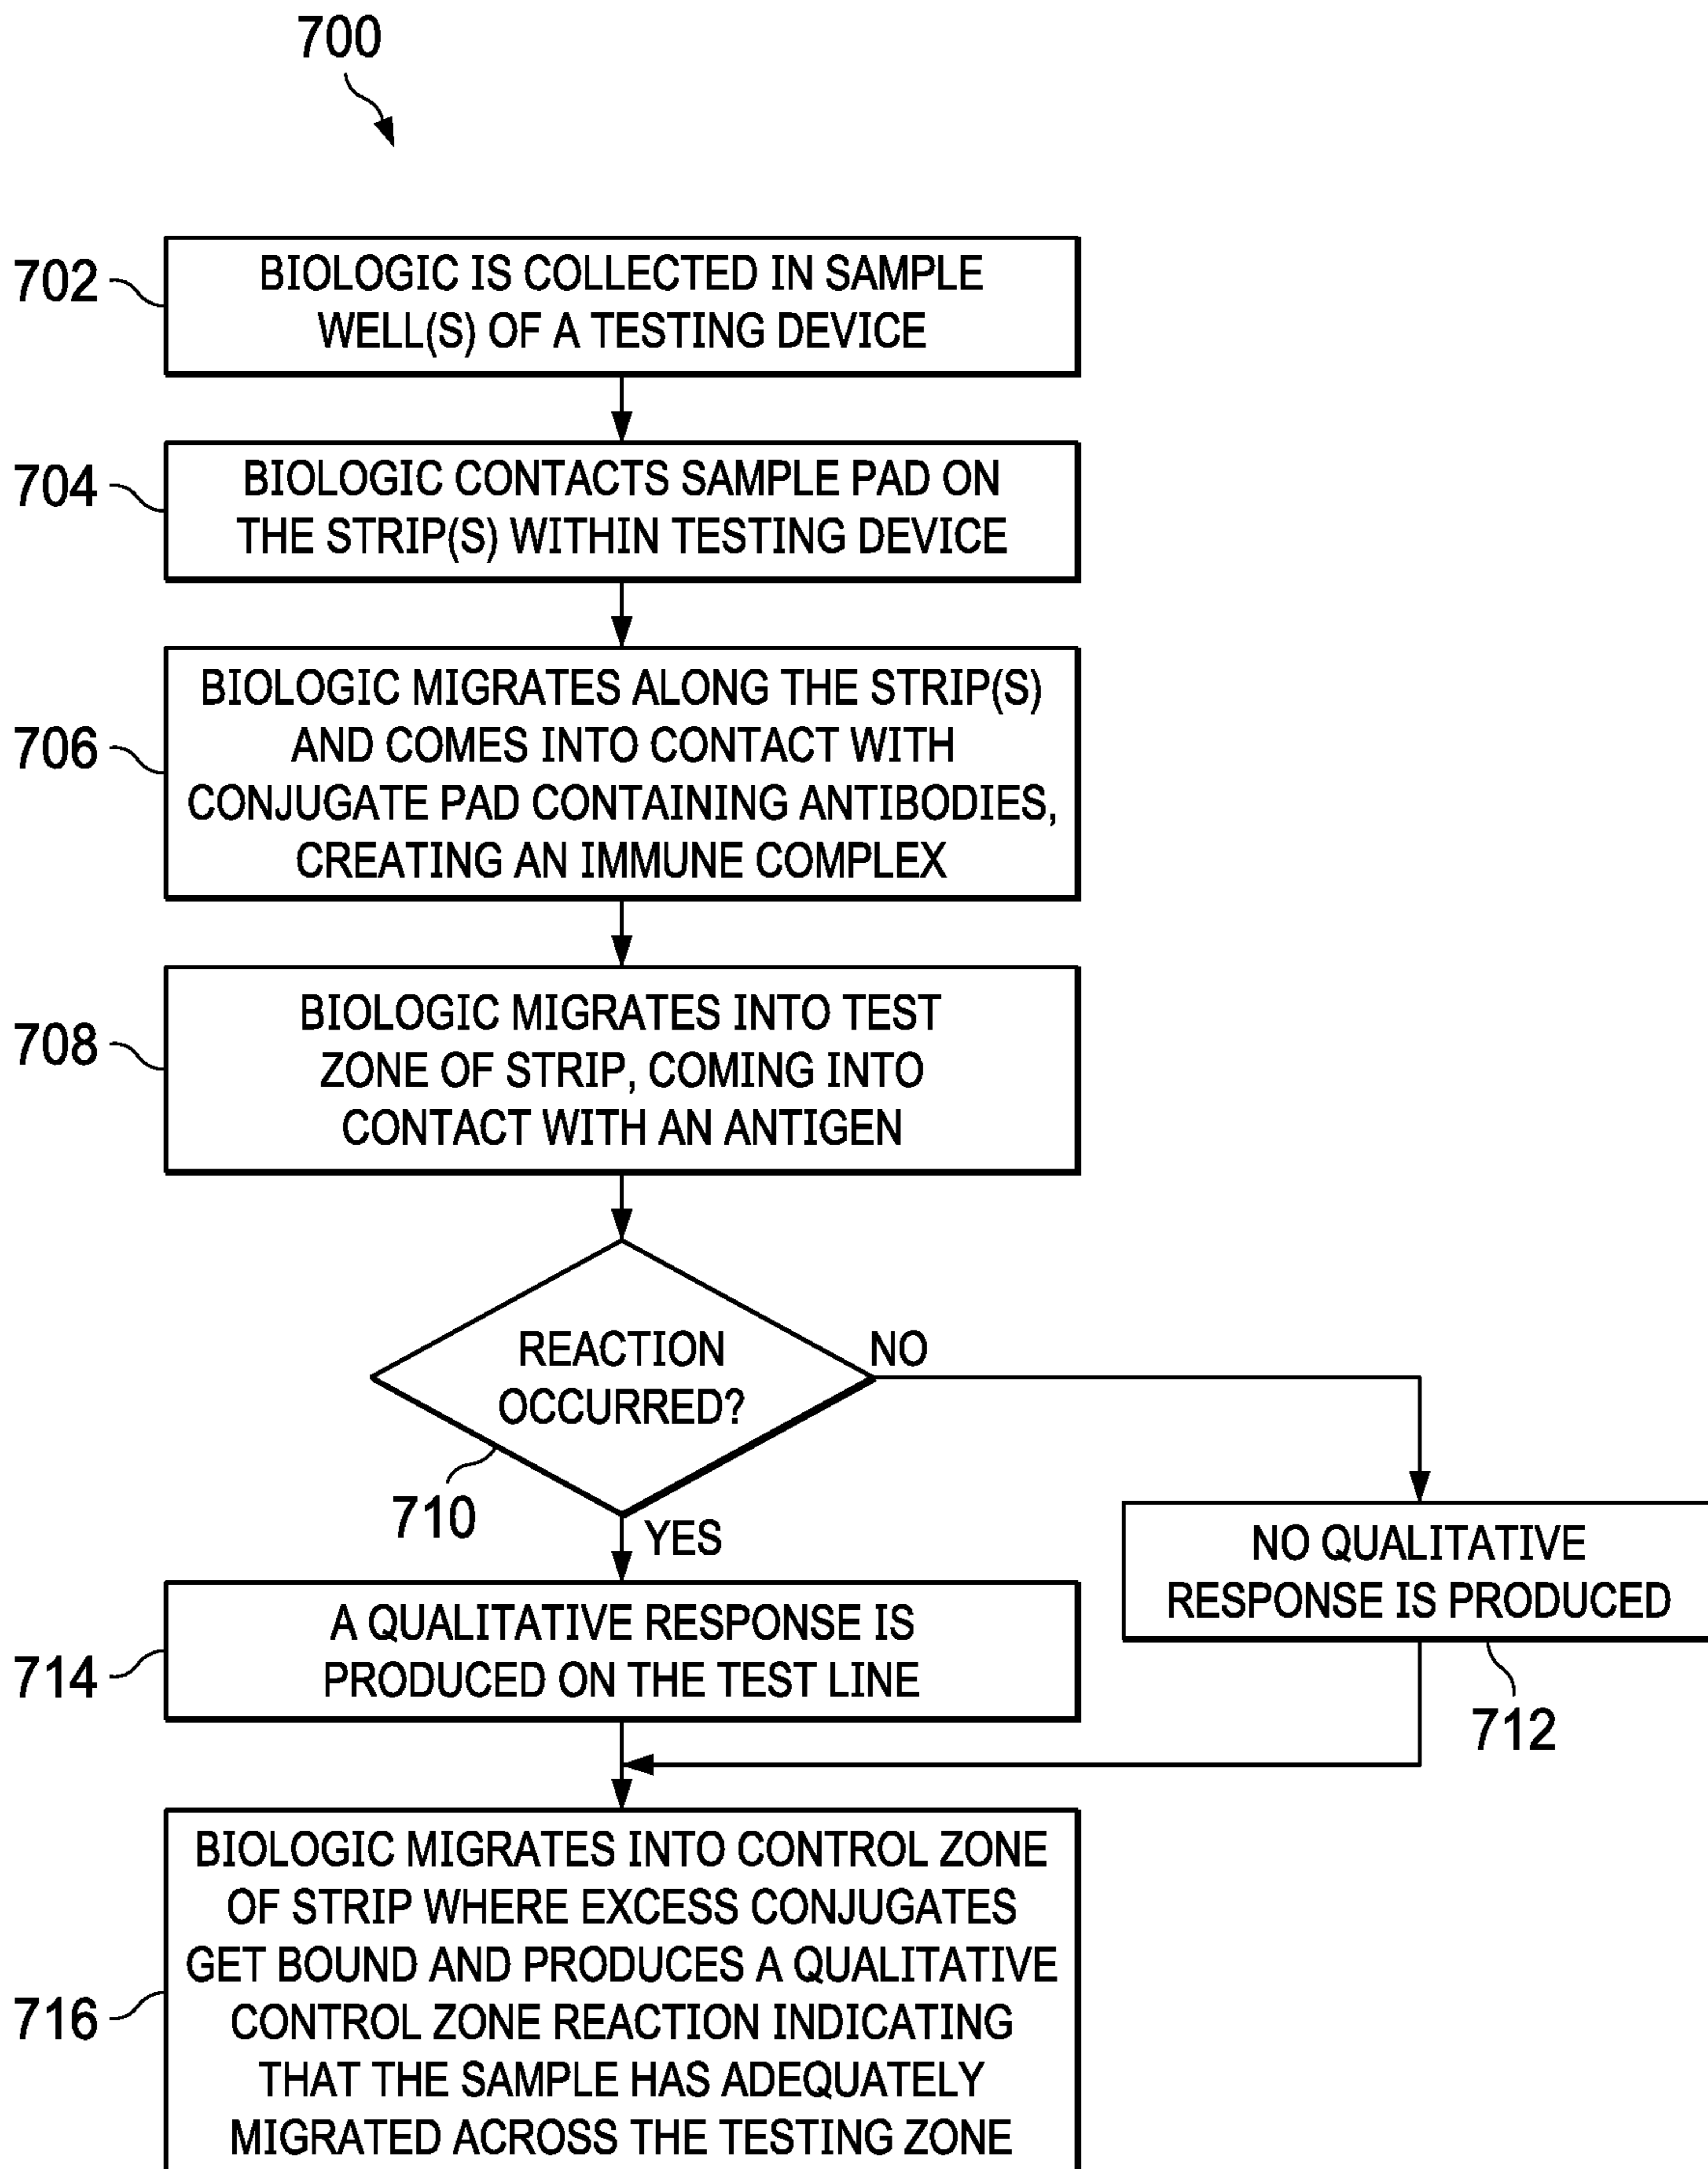 700
702
BIOLOGIC IS COLLECTED IN SAMPLE
WELL(S) OF A TESTING DEVICE
704
BIOLOGIC CONTACTS SAMPLE PAD ON
THE STRIP(S) WITHIN TESTING DEVICE
706
BIOLOGIC MIGRATES ALONG THE STRIP(S)
AND COMES INTO CONTACT WITH
CONJUGATE PAD CONTAINING ANTIBODIES,
CREATING AN IMMUNE COMPLEX
708
BIOLOGIC MIGRATES INTO TEST
ZONE OF STRIP, COMING INTO
CONTACT WITH AN ANTIGEN
REACTION
OCCURRED?
NO
710
YES
NO QUALITATIVE
RESPONSE IS PRODUCED
712
714
A QUALITATIVE RESPONSE IS
PRODUCED ON THE TEST LINE
716
BIOLOGIC MIGRATES INTO CONTROL ZONE
OF STRIP WHERE EXCESS CONJUGATES
GET BOUND AND PRODUCES A QUALITATIVE
CONTROL ZONE REACTION INDICATING
THAT THE SAMPLE HAS ADEQUATELY
MIGRATED ACROSS THE TESTING ZONE